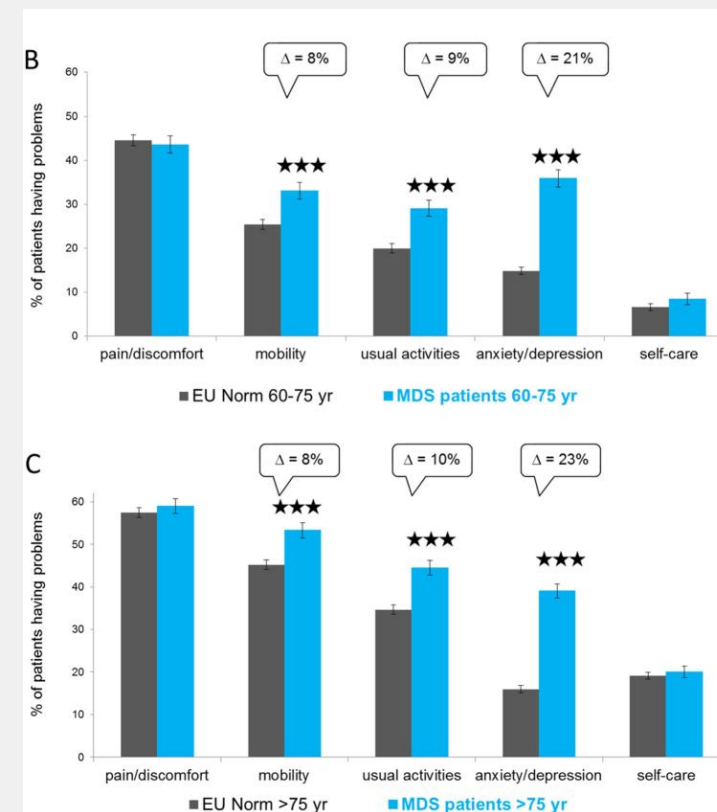 B
Δ = 8%
Δ = 9%
Δ = 21%
% of patients having problems
60
50
40
30
20
10
0
★★★
★★★
★★★
pain/discomfort
mobility
usual activities
anxiety/depression
self-care
EU Norm 60-75 yr
MDS patients 60-75 yr
C
Δ = 8%
Δ = 10%
Δ = 23%
% of patients having problems
60
50
40
30
20
10
0
★★★
★★★
★★★
pain/discomfort
mobility
usual activities
anxiety/depression
self-care
EU Norm >75 yr
MDS patients >75 yr